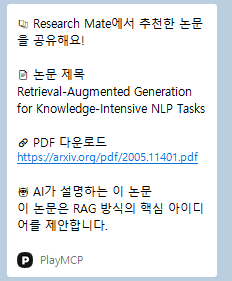 Research Mate에서 추천한 논문
을 공유해요!
논문 제목
Retrieval-Augmented Generation
for Knowledge-Intensive NLP Tasks
PDF 다운로드
https://arxiv.org/pdf/2005.11401.pdf
AI가 설명하는 이 논문
이 논문은 RAG 방식의 핵심 아이디
어를 제안합니다.
PlayMCP